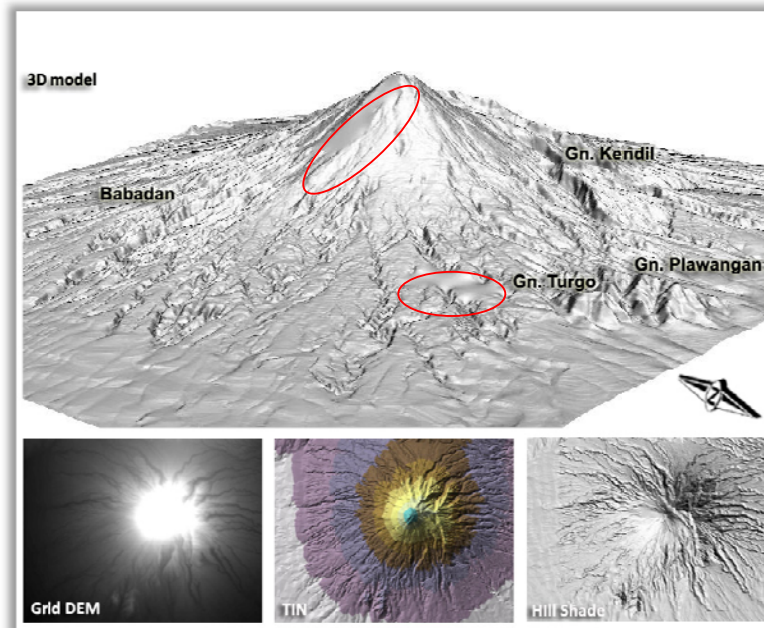 3D model
Gn. Kendil
Babadan
Gn. Plawangan
Gn. Turgo
Grid DEM
TIN
Hill Shade